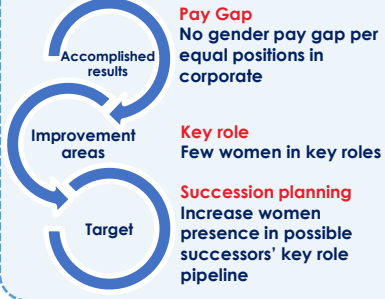 Pay Gap
No gender pay gap per
equal positions in
corporate
Accomplished
results
Improvement
areas
Key role
Few women in key roles
Succession planning
Increase women
presence in possible
successors' key role
pipeline
Target